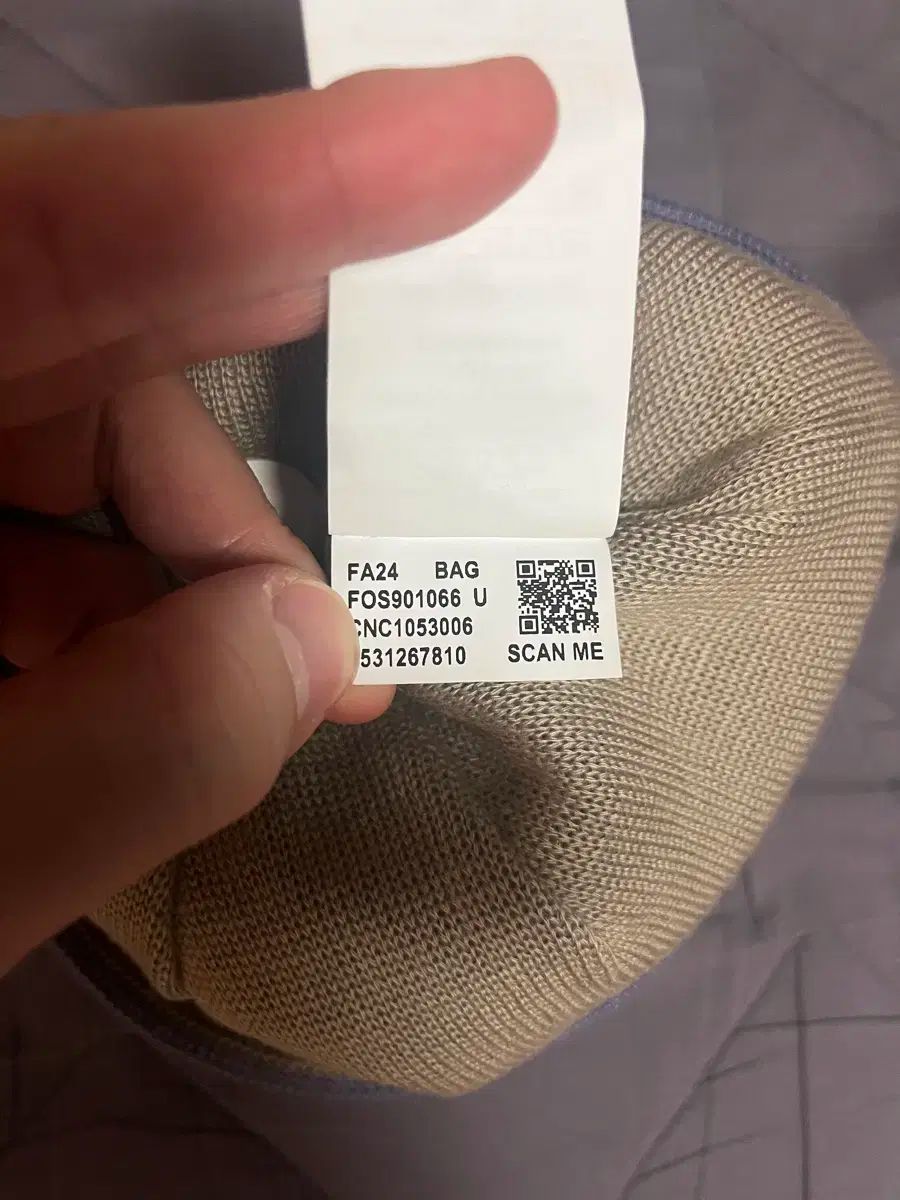 FA24 BAG
FOS901066 U
CNC1053006
531267810
SCAN ME